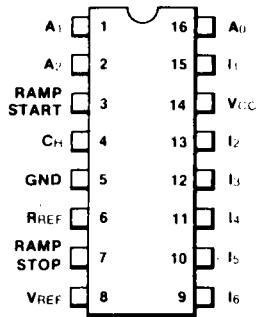 A1 1 16 A0
A2 2 15 I1
RAMP START 3 14 VCC
CH 4 13 I2
GND 5 12 I3
RREF 6 11 I4
RAMP STOP 7 10 I5
VREF 8 9 I6